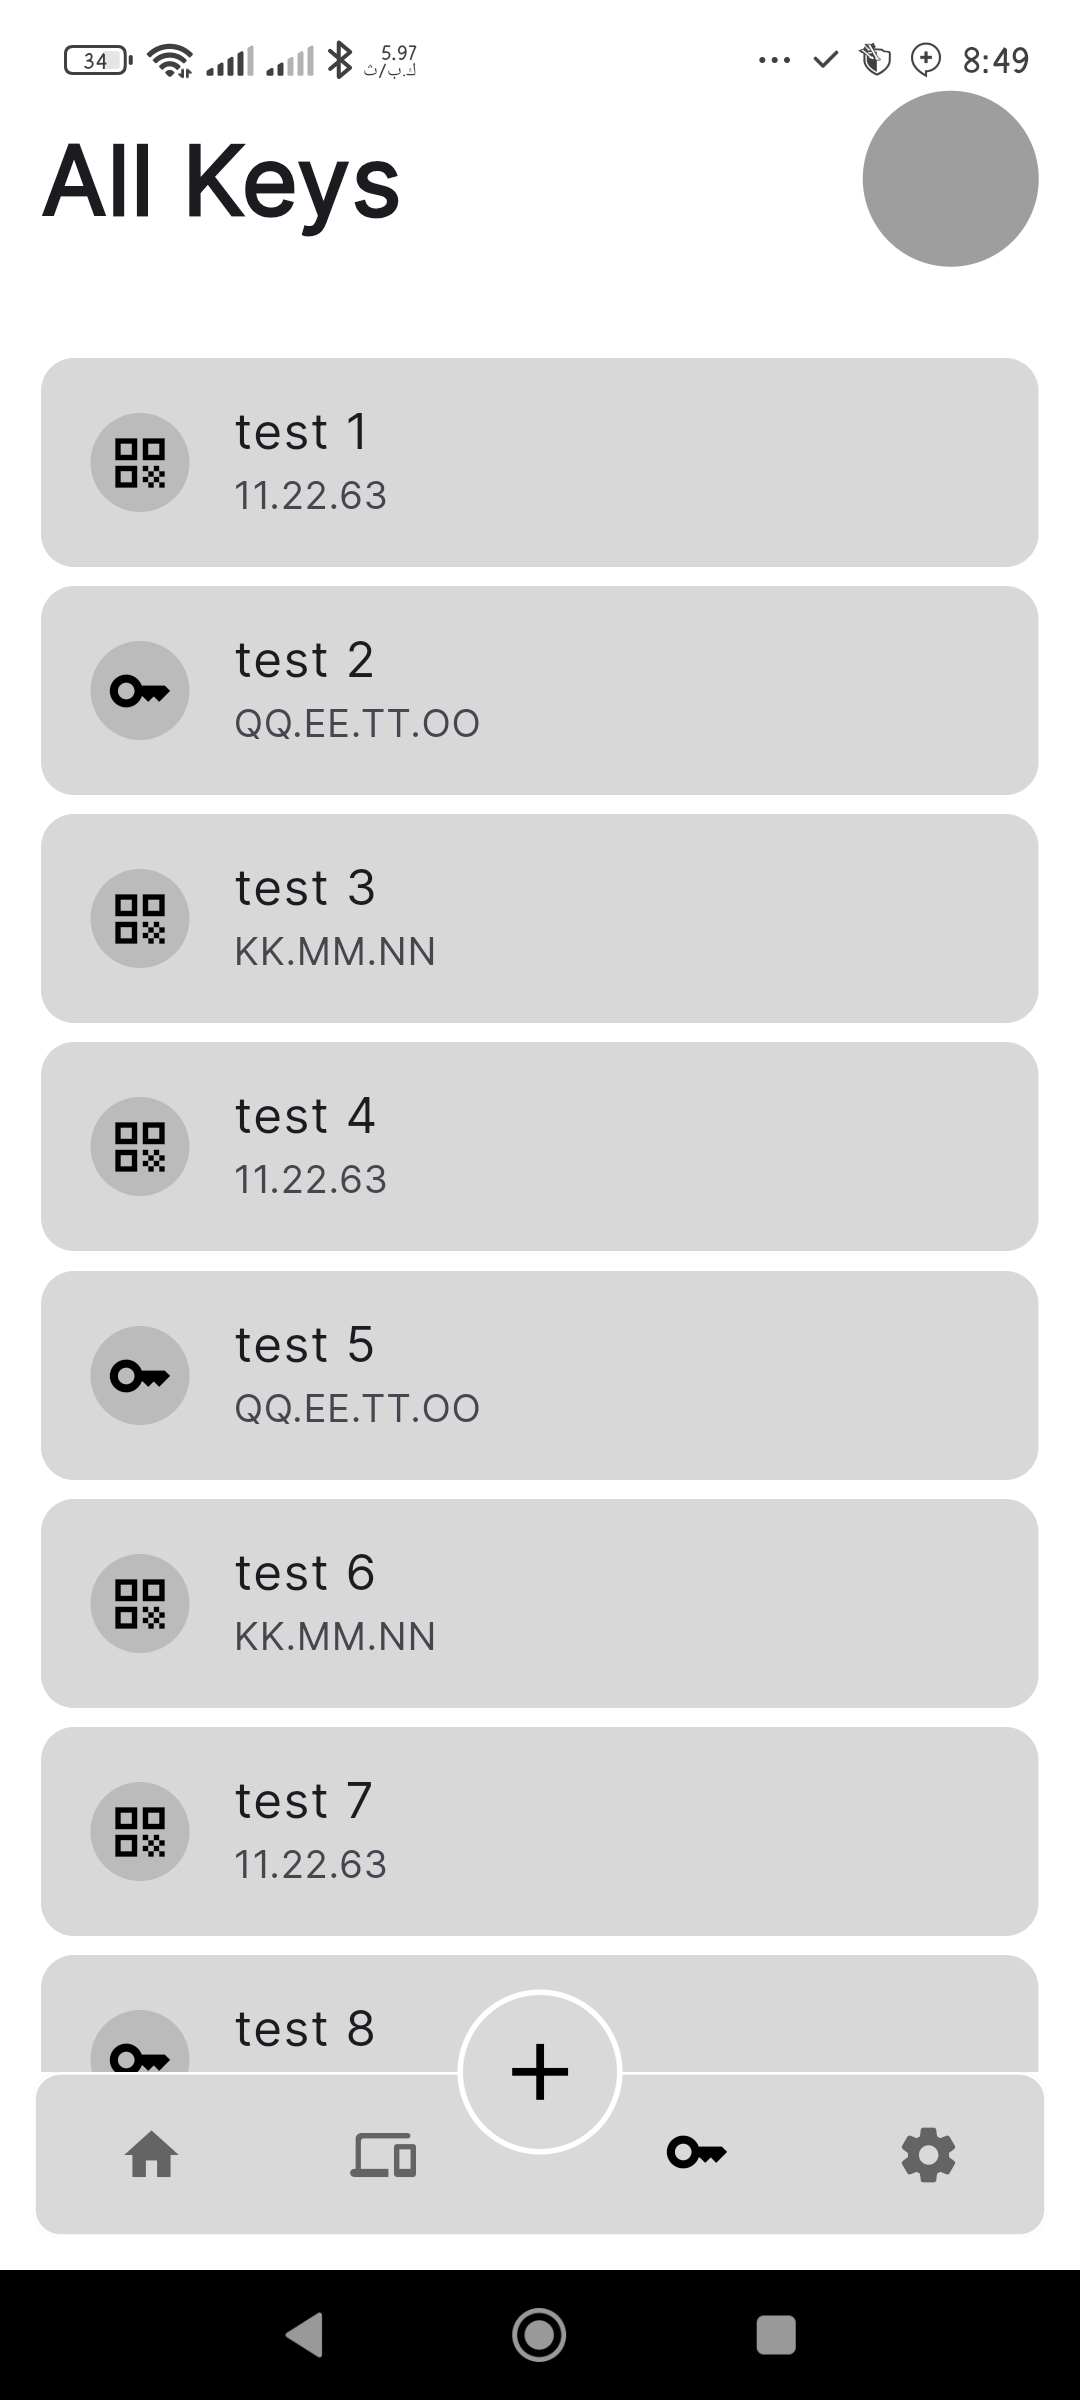 34
5.97
ك.ب/ث
8:49
All Keys
test 1
11.22.63
test 2
QQ.EE.TT.OO
test 3
KK.MM.NN
test 4
11.22.63
test 5
QQ.EE.TT.OO
test 6
KK.MM.NN
test 7
11.22.63
test 8